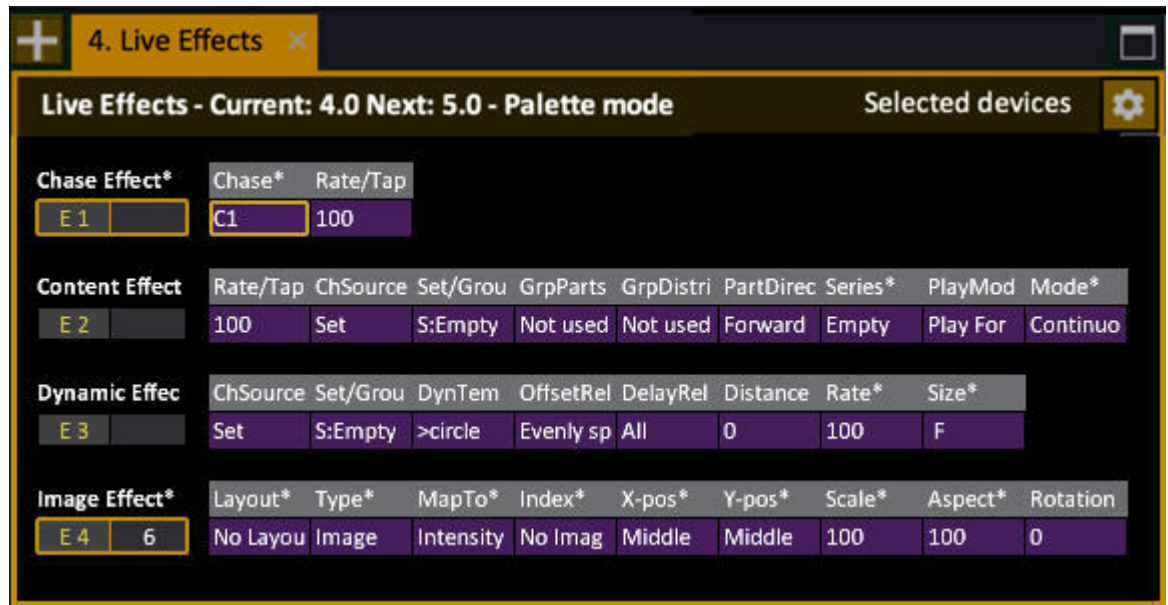 4. Live Effects
Live Effects - Current: 4.0 Next: 5.0 - Palette mode Selected devices
Chase Effect* Chase* Rate/Tap
E 1 C1 100
Content Effect Rate/Tap ChSource Set/Grou GrpParts GrpDistri PartDirec Series* PlayMod Mode*
E 2 100 Set S:Empty Not used Not used Forward Empty Play For Continuo
Dynamic Effec ChSource Set/Grou DynTem OffsetRel DelayRel Distance Rate* Size*
E 3 Set S:Empty >circle Evenly sp All 0 100 F
Image Effect* Layout* Type* MapTo* Index* X-pos* Y-pos* Scale* Aspect* Rotation
E 4 6 No Layou Image Intensity No Imag Middle Middle 100 100 0